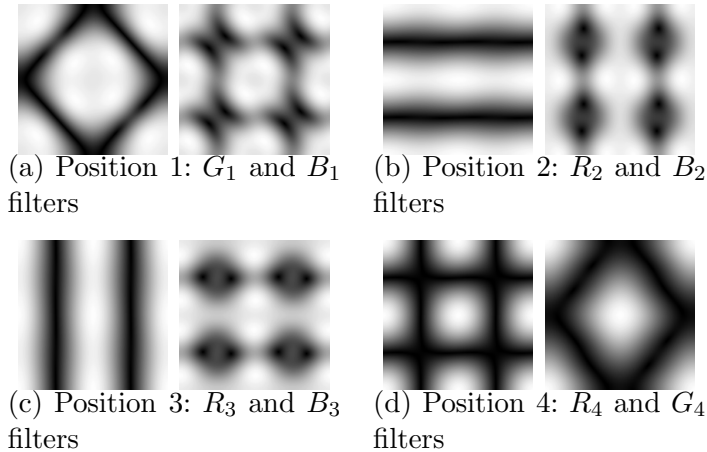 (a) Position 1: G₁ and B₁
filters
(b) Position 2: R₂ and B₂
filters
(c) Position 3: R₃ and B₃
filters
(d) Position 4: R₄ and G₄
filters